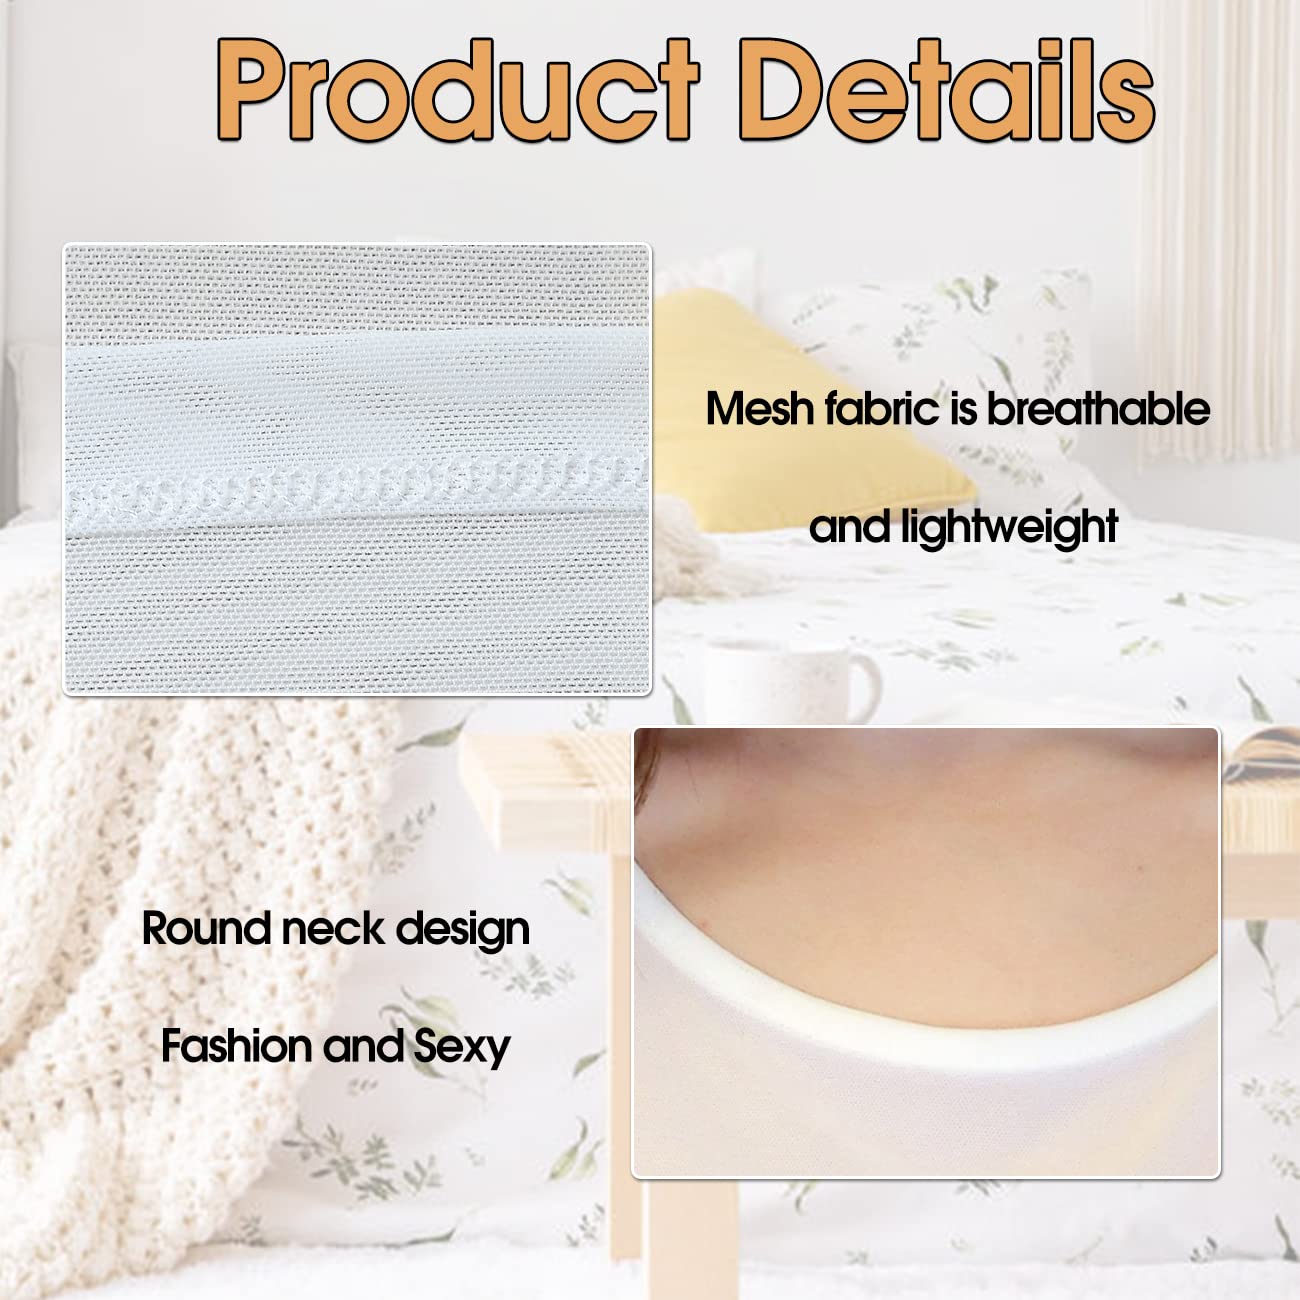 Product Details
Mesh fabric is breathable
and lightweight
Round neck design
Fashion and Sexy